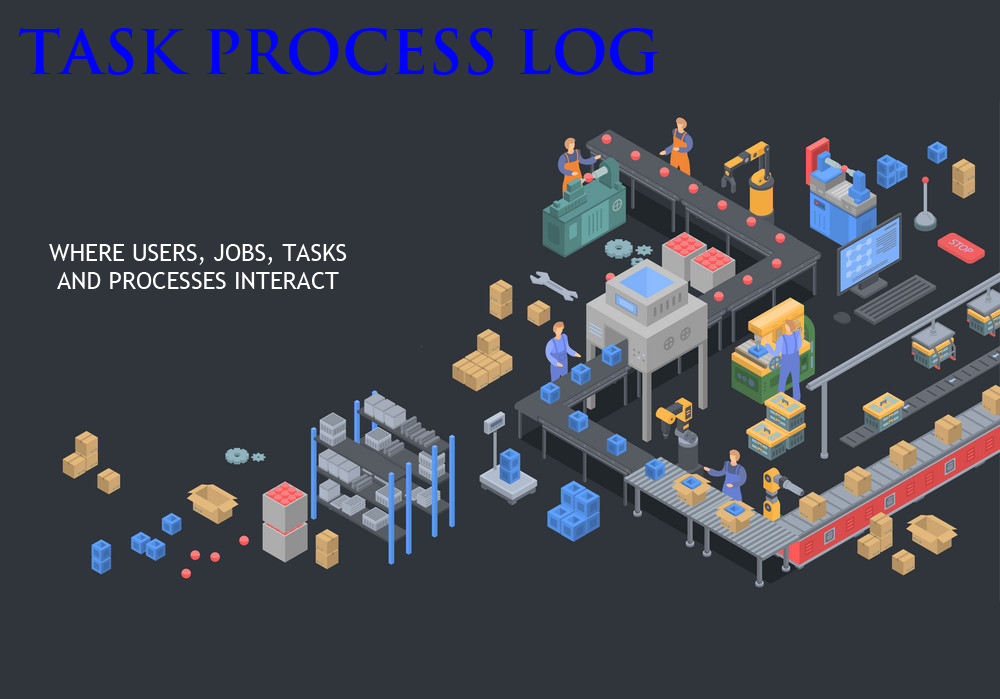 TASK PROCESS LOG
WHERE USERS, JOBS, TASKS
AND PROCESSES INTERACT
STOP